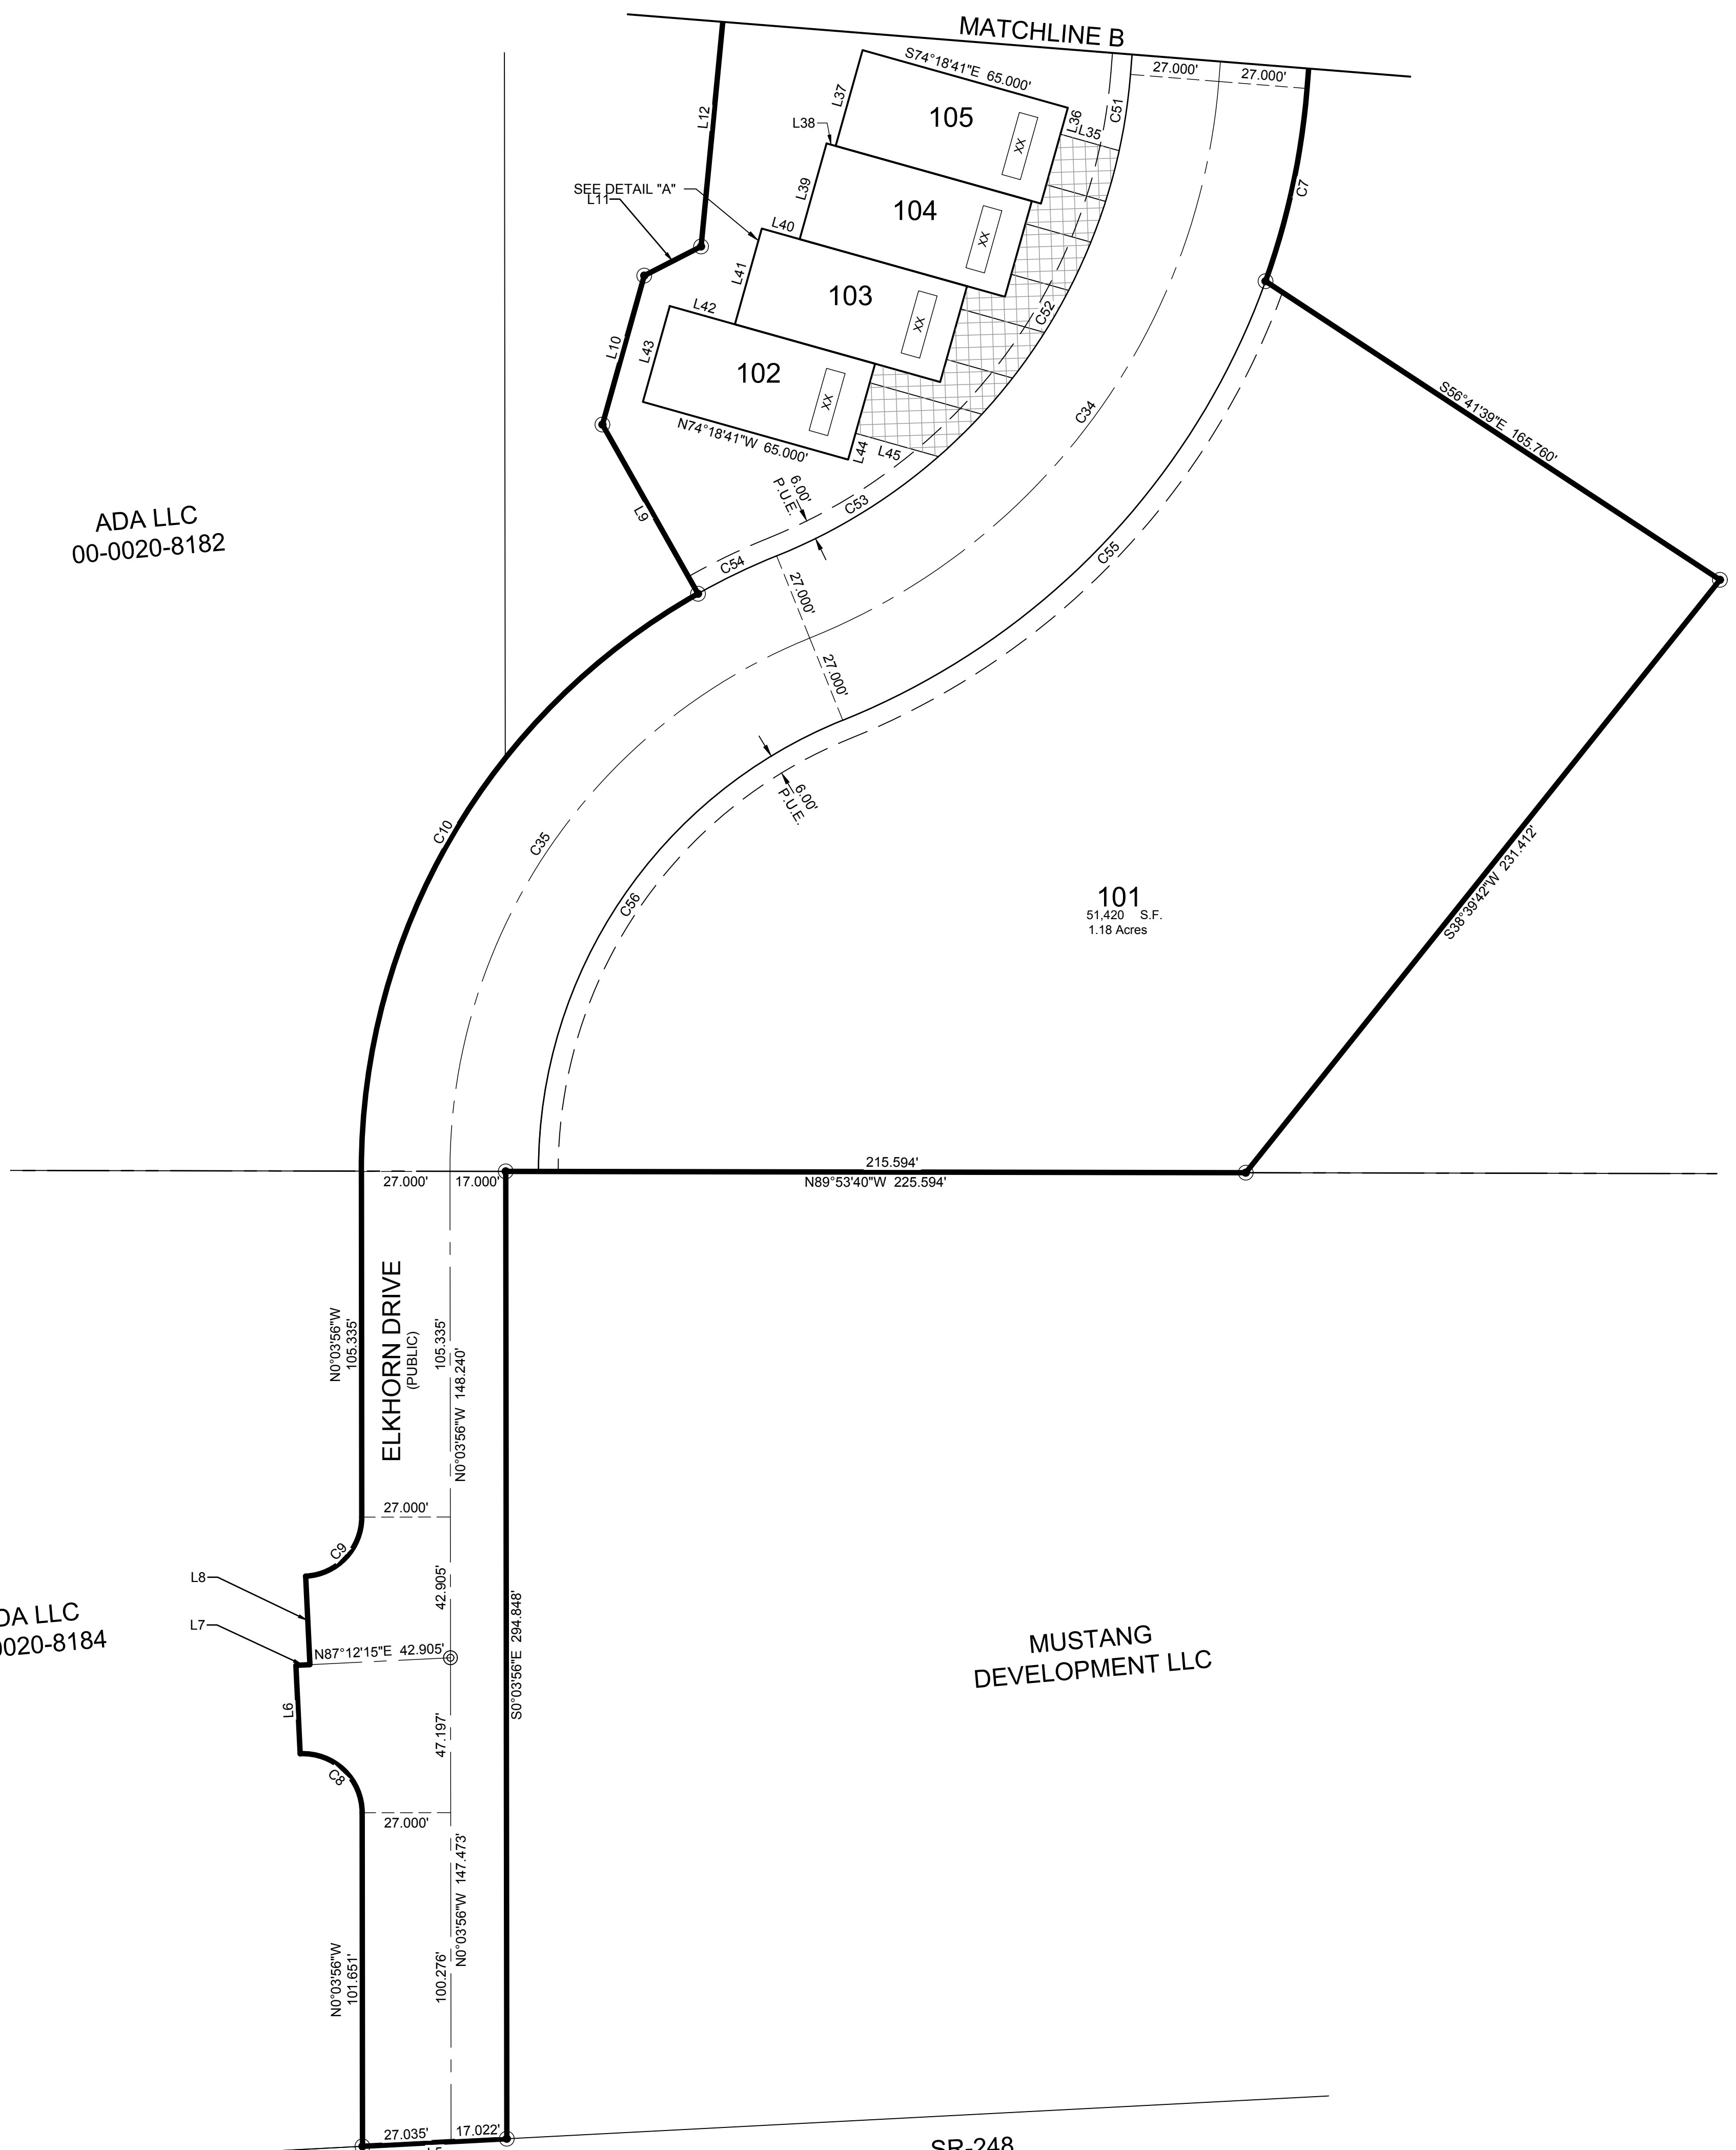 MATCHLINE B
27.000'
27.000'
S74°18'41"E 65.000'
L37
105
XX
L36
L35
C51
L12
L38
C7
SEE DETAIL "A"
L11
L39
104
XX
L40
L41
103
XX
C52
L10
L42
L43
102
XX
N74°18'41"W 65.000'
L44
L45
C34
S56°41'39"E 165.760'
L9
6.00'
P.U.E.
C53
ADA LLC
00-0020-8182
C54
C55
27.000'
27.000'
6.00'
P.U.E.
C10
C35
C56
101
51,420 S.F.
1.18 Acres
S38°39'42"W 231.412'
215.594'
N89°53'40"W 225.594'
27.000'
17.000'
N0°03'56"W
105.335'
ELKHORN DRIVE
(PUBLIC)
105.335'
N0°03'56"W 148.240'
27.000'
C9
L8
42.905'
L7
N87°12'15"E 42.905'
S0°03'56"E 294.848'
DA LLC
0020-8184
MUSTANG
DEVELOPMENT LLC
L6
47.197'
C8
27.000'
N0°03'56"W 147.473'
N0°03'56"W
101.651'
100.276'
27.035'
17.022'
L5
SR-248